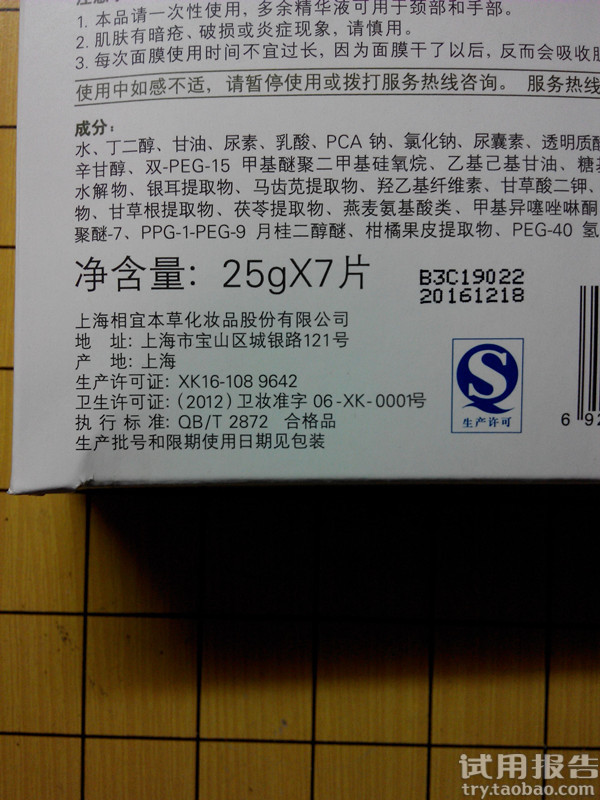 1. 本品请一次性使用，多余精华液可用于颈部和手部。
2. 肌肤有暗疮、破损或炎症现象，请慎用。
3. 每次面膜使用时间不宜过长，因为面膜干了以后，反而会吸收
使用中如感不适，请暂停使用或拨打服务热线咨询。 服务热线
成分：
水、丁二醇、甘油、尿素、乳酸、PCA 钠、氯化钠、尿囊素、透明质酸
辛甘醇、双-PEG-15 甲基醚聚二甲基硅氧烷、乙基己基甘油、糖基
水解物、银耳提取物、马齿苋提取物、羟乙基纤维素、甘草酸二钾、
物、甘草根提取物、茯苓提取物、燕麦氨基酸类、甲基异噻唑啉酮
聚醚-7、PPG-1-PEG-9 月桂二醇醚、柑橘果皮提取物、PEG-40 氢
净含量：25gX7片
B3C19022
20161218
上海相宜本草化妆品股份有限公司
地 址：上海市宝山区城银路121号
产 地：上海
生产许可证：XK16-108 9642
卫生许可证：(2012) 卫妆准字 06-XK-0001号
执行标准：QB/T 2872 合格品
生产批号和限期使用日期见包装
QS
生产许可
6 92
试用报告
try.taobao.com